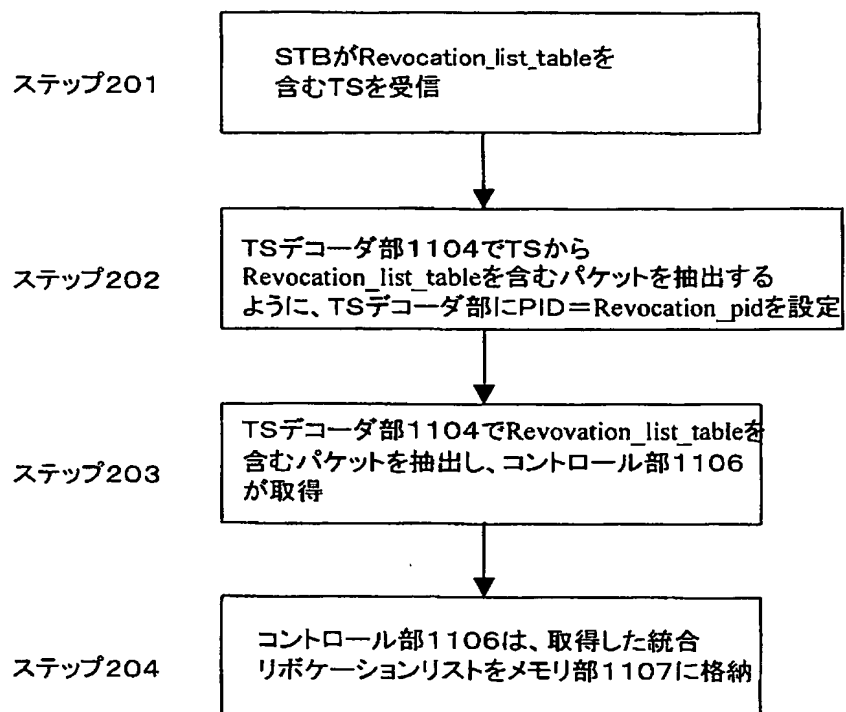 ステップ201
STBがRevocation_list_tableを
含むTSを受信
ステップ202
TSデコーダ部1104でTSから
Revocation_list_tableを含むパケットを抽出する
ように、TSデコーダ部にPID=Revocation_pidを設定
ステップ203
TSデコーダ部1104でRevovation_list_tableを
含むパケットを抽出し、コントロール部1106
が取得
ステップ204
コントロール部1106は、取得した統合
リボケーションリストをメモリ部1107に格納